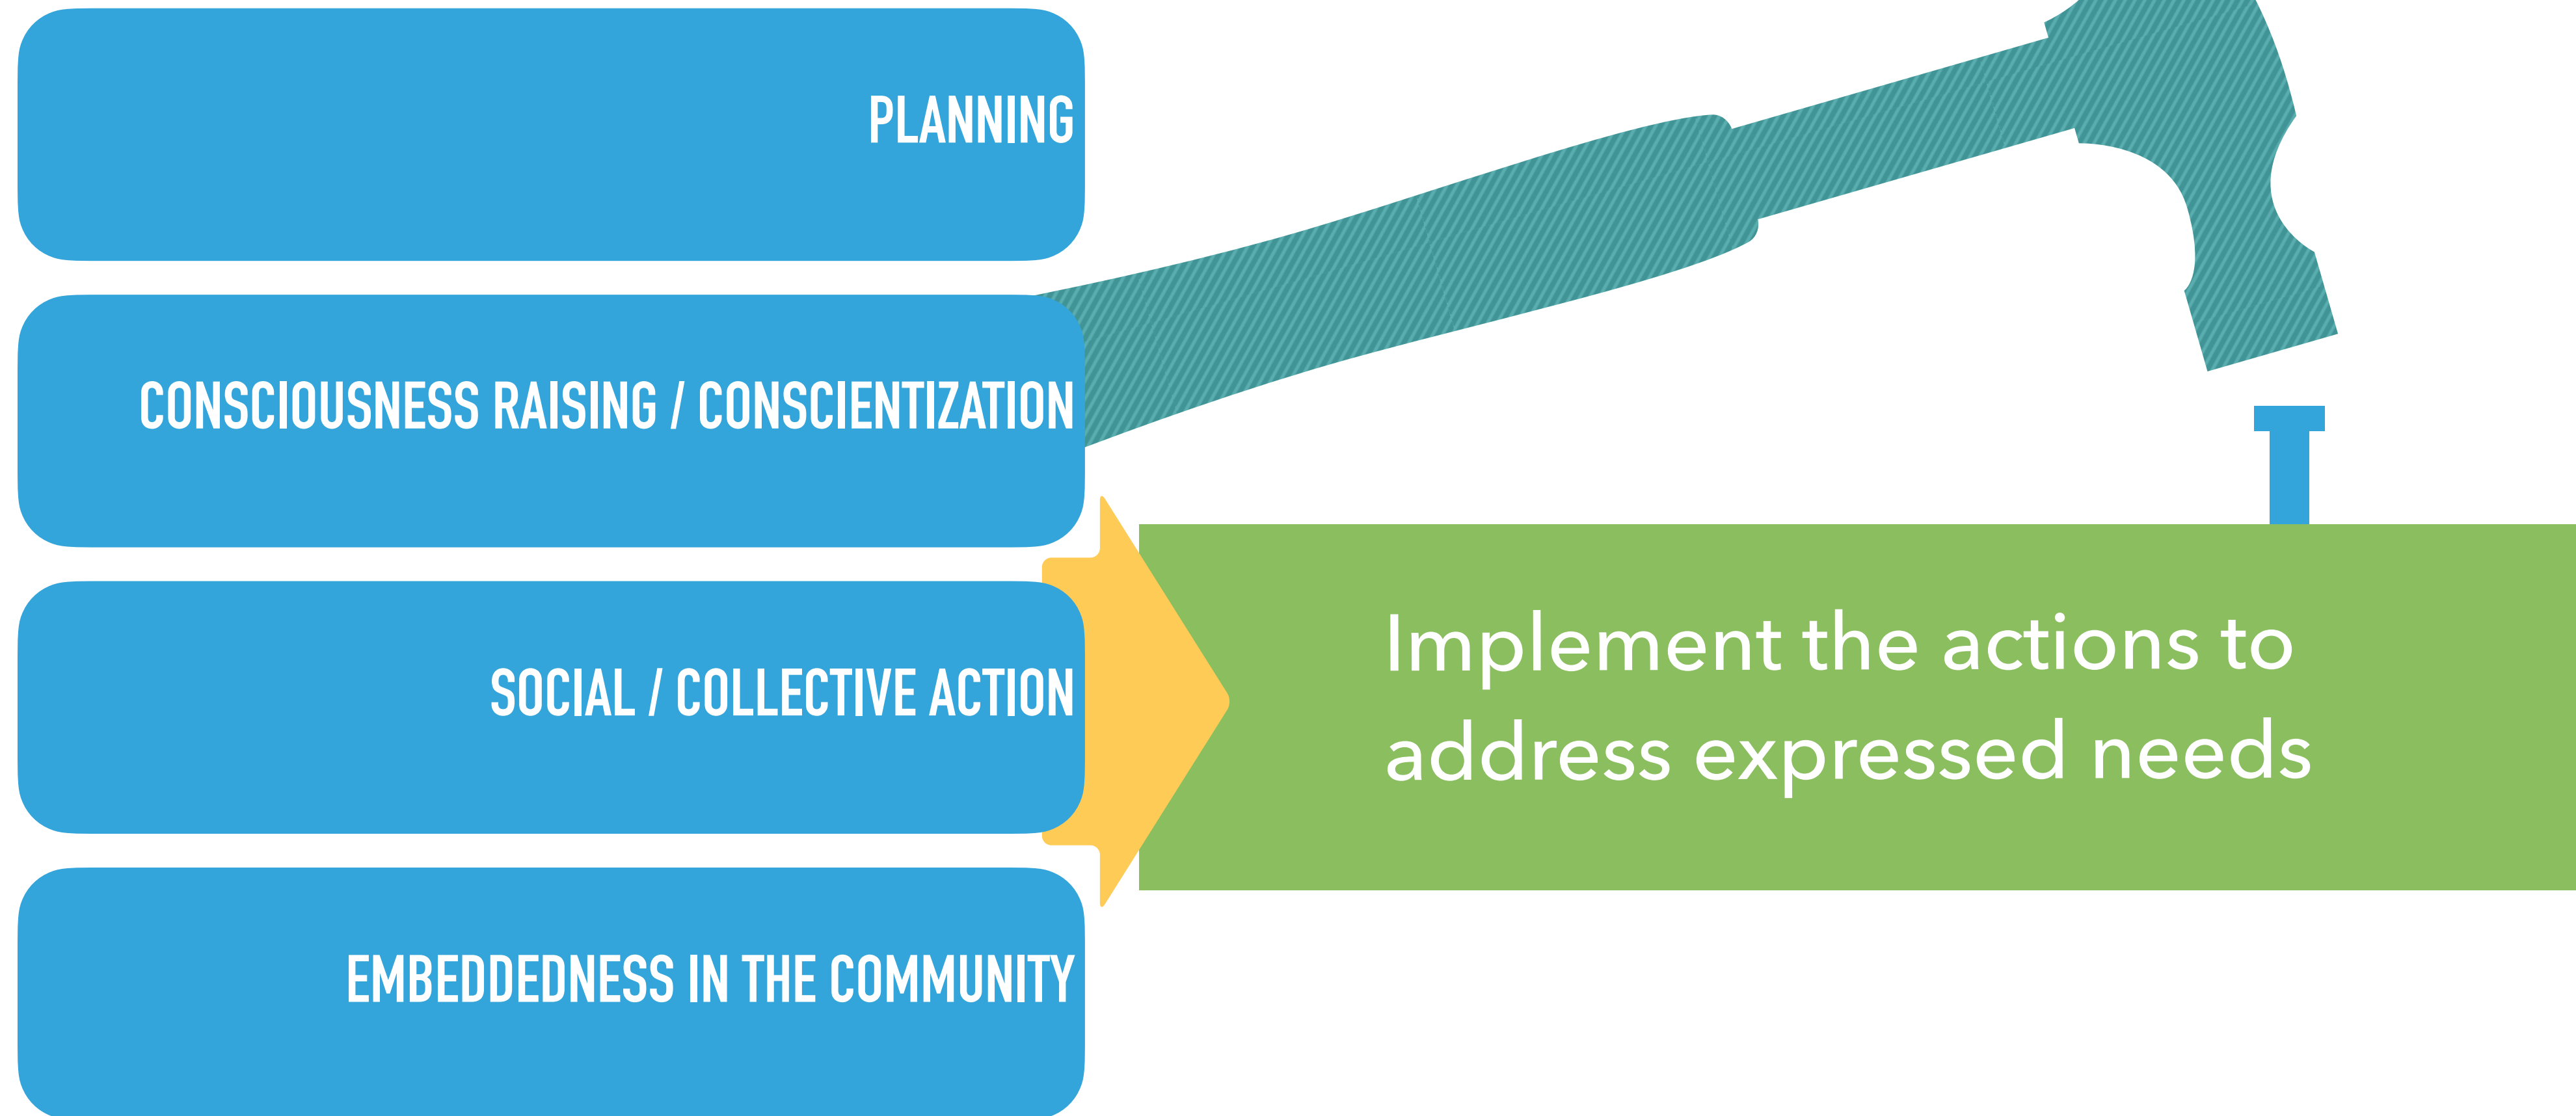 PLANNING
CONSCIOUSNESS RAISING / CONSCIENTIZATION
SOCIAL / COLLECTIVE ACTION
Implement the actions to
address expressed needs
EMBEDDEDNESS IN THE COMMUNITY